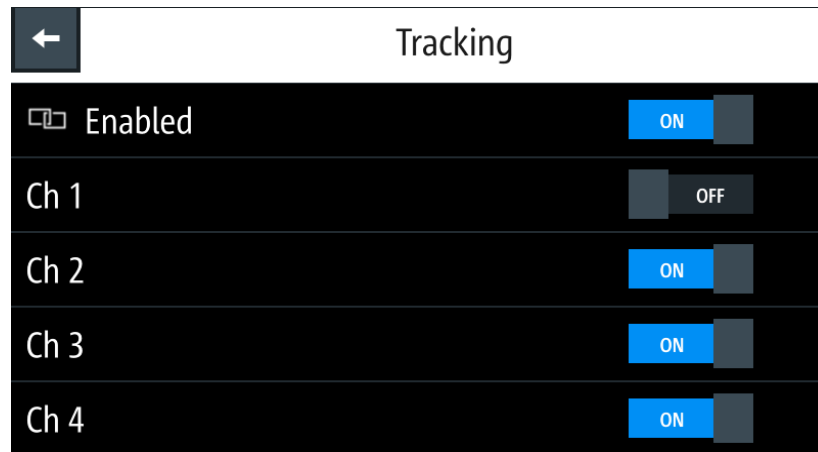 Tracking
Enabled ON
Ch 1 OFF
Ch 2 ON
Ch 3 ON
Ch 4 ON